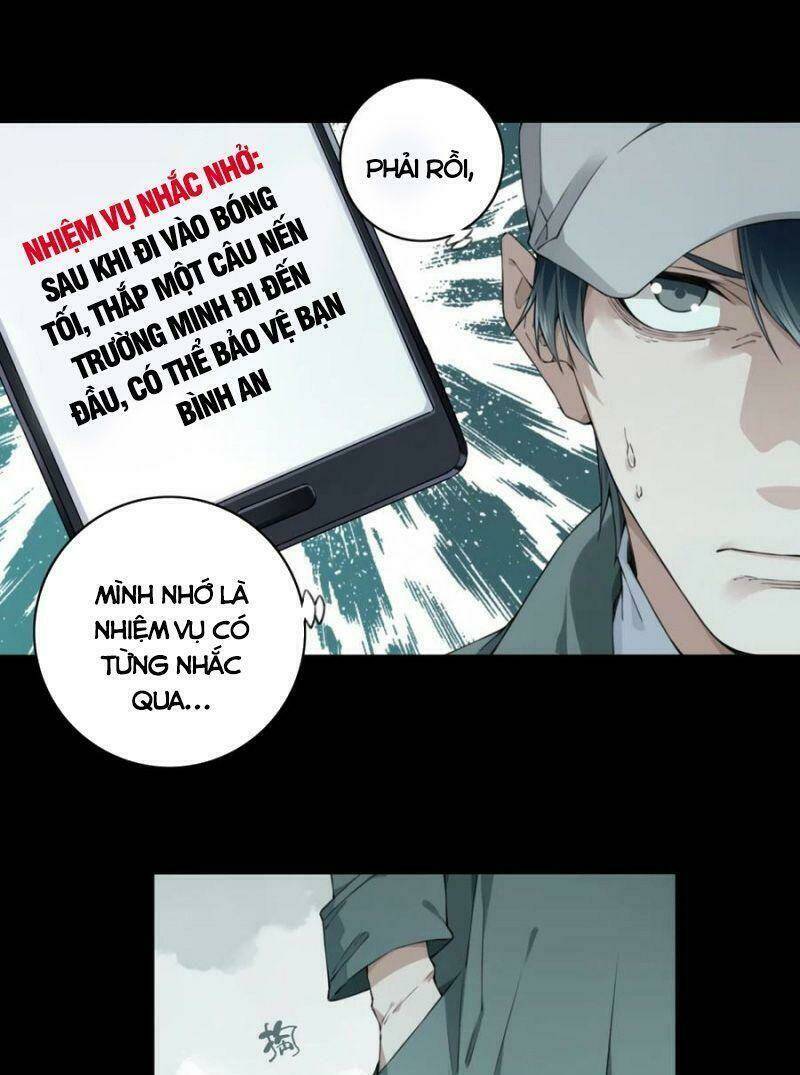 PHẢI RỒI,
NHIỆM VỤ NHẮC NHỞ:
SAU KHI ĐI VÀO BÓNG
TỐI, THẮP MỘT CÂU NẾN
TRƯỜNG MINH ĐI ĐẾN
ĐẦU, CÓ THỂ BẢO VỆ BẠN
BÌNH AN
MÌNH NHỚ LÀ
NHIỆM VỤ CÓ
TỪNG NHẮC
QUA...
掏